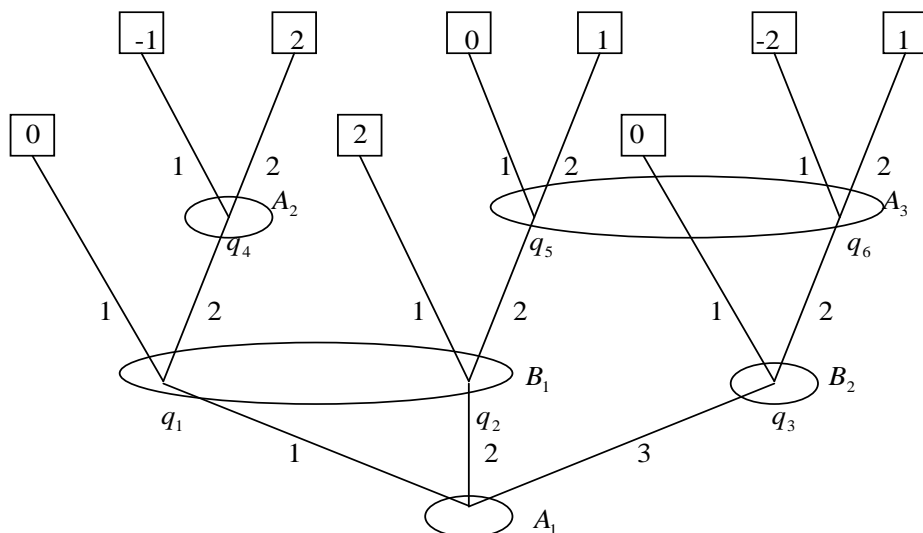 -1 2 0 1 -2 1
0 2 0
1 2 1 2 1 2
A₂ A₃
q₄ q₅ q₆
1 2 1 2 1 2
B₁ B₂
q₁ q₂ q₃
1 2 3
A₁